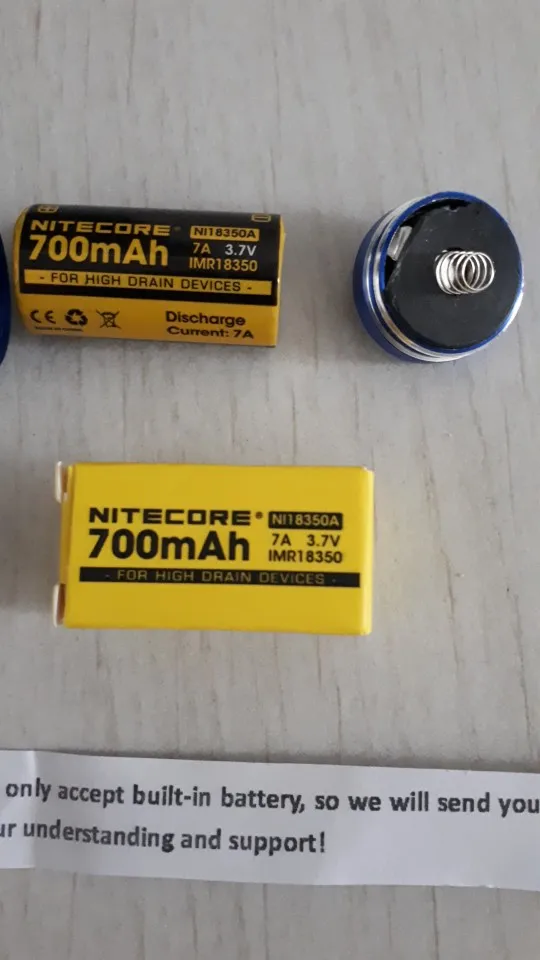 NITECORE® NI18350A
700mAh 7A 3.7V
IMR18350
- FOR HIGH DRAIN DEVICES -
CE Discharge
Current: 7A
NITECORE® NI18350A
700mAh 7A 3.7V
IMR18350
- FOR HIGH DRAIN DEVICES -
only accept built-in battery, so we will send you
ur understanding and support!